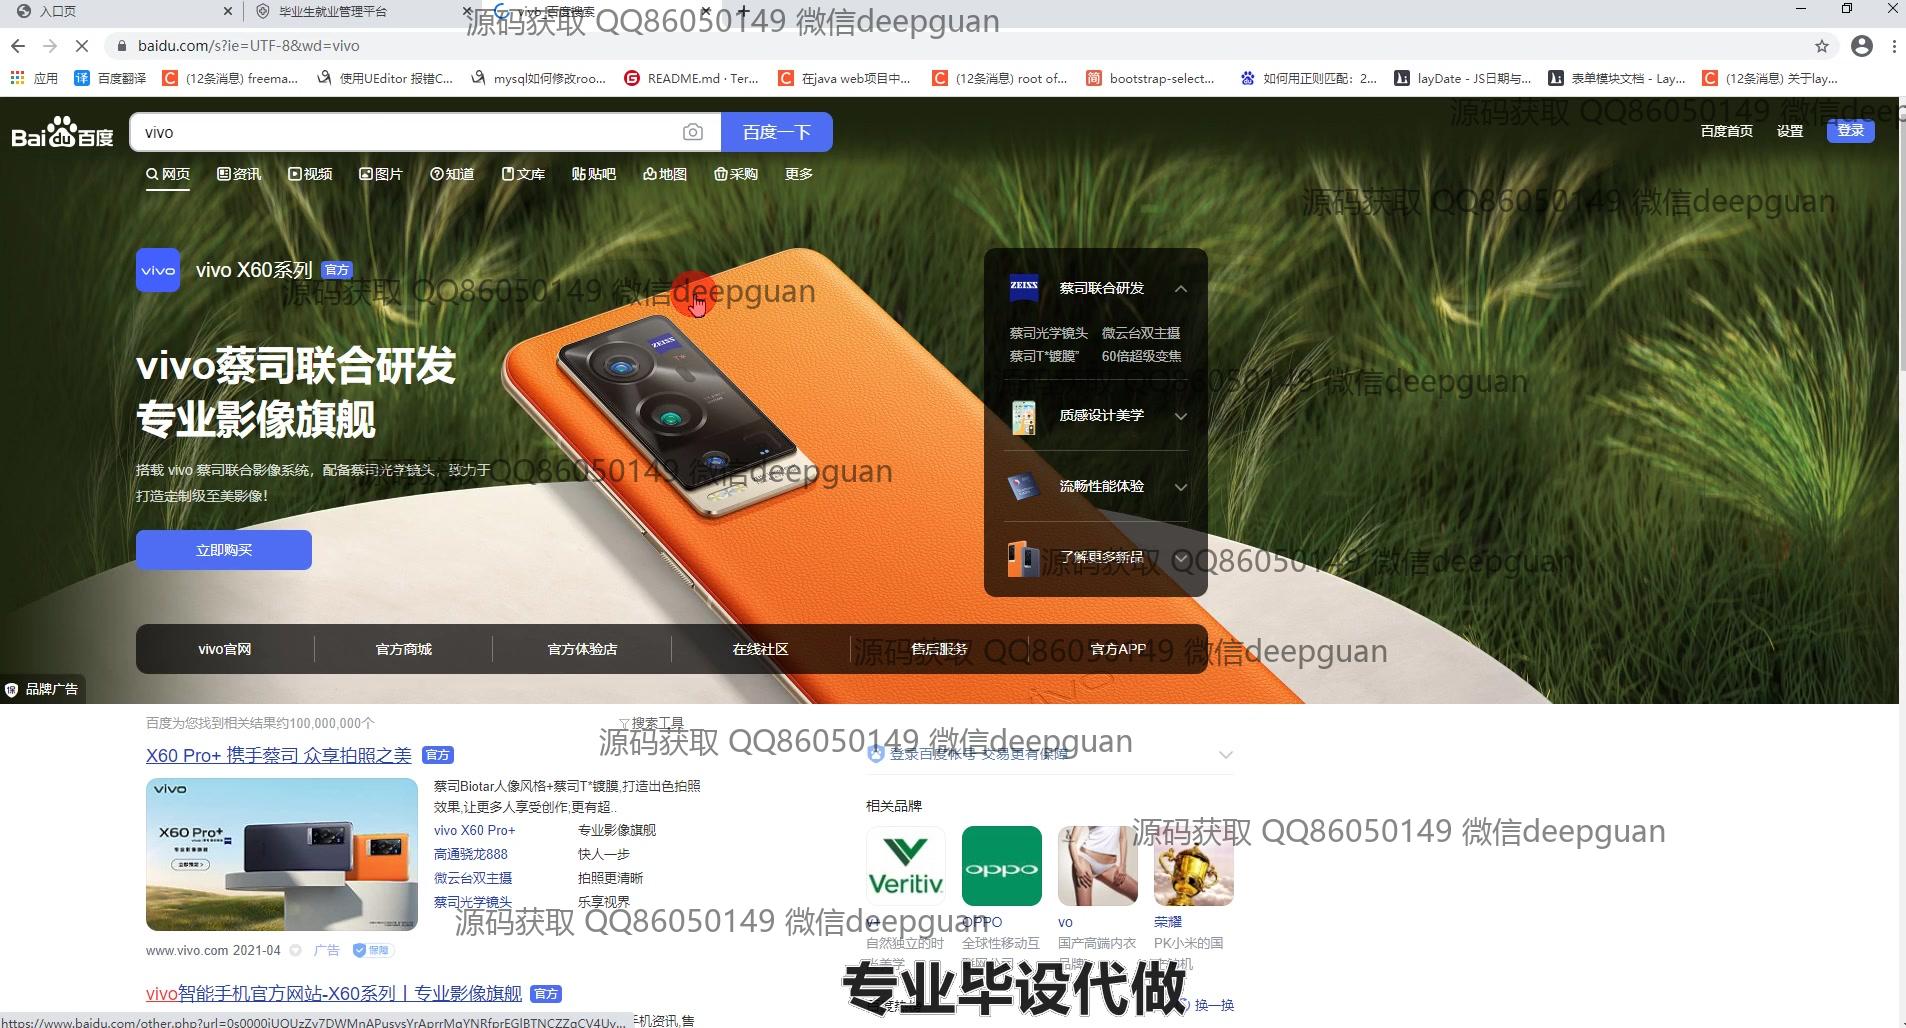 入口页
毕业生就业管理平台
vivo_百度搜索
baidu.com/s?ie=UTF-8&wd=vivo
应用
百度翻译
(12条消息) freema...
使用UEditor 报错C...
mysql如何修改roo...
README.md · Ter...
在java web项目中...
(12条消息) root of...
bootstrap-select...
如何用正则匹配：2...
layDate - JS日期与...
表单模块文档 - Lay...
(12条消息) 关于lay...
源码获取 QQ86050149 微信deepguan
源码获取 QQ86050149 微信deep
Bai du 百度
vivo
百度一下
百度首页
设置
登录
网页
资讯
视频
图片
知道
文库
贴吧
地图
采购
更多
源码获取 QQ86050149 微信deepguan
vivo
vivo X60系列
官方
源码获取 QQ86050149 微信deepguan
ZEISS
蔡司联合研发
蔡司光学镜头 微云台双主摄
蔡司T*镀膜 60倍超级变焦
vivo蔡司联合研发
专业影像旗舰
QQ86050149 微信deepguan
质感设计美学
搭载 vivo 蔡司联合影像系统，配备蔡司光学镜头，致力于
打造定制级至美影像！
QQ86050149 微信deepguan
流畅性能体验
立即购买
了解更多新品
源码获取 QQ86050149 微信deepguan
vivo官网
官方商城
官方体验店
在线社区
售后服务
官方APP
源码获取 QQ86050149 微信deepguan
品牌广告
百度为您找到相关结果约100,000,000个
搜索工具
源码获取 QQ86050149 微信deepguan
X60 Pro+ 携手蔡司 众享拍照之美
官方
登录百度帐号 交易更有保障
vivo
X60 Pro+
专业影像旗舰
立即预定 >
蔡司Biotar人像风格+蔡司T*镀膜,打造出色拍照
效果,让更多人享受创作;更有超..
vivo X60 Pro+ 专业影像旗舰
高通骁龙888 快人一步
微云台双主摄 拍照更清晰
蔡司光学镜头 乐享视界
相关品牌
Veritiv
oppo
源码获取 QQ86050149 微信deepguan
源码获取 QQ86050149 微信deepguan
OPPO
vo
荣耀
自然独立的时
全球性移动互
国产高端内衣
PK小米的国
www.vivo.com 2021-04
广告
保障
专业毕设代做
换一换
vivo智能手机官方网站-X60系列丨专业影像旗舰
官方
手机资讯,售